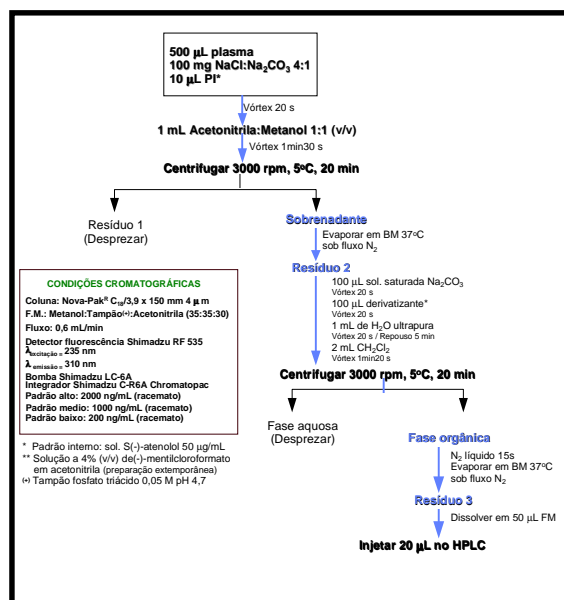 500 µL plasma
100 mg NaCl:Na₂CO₃ 4:1
10 µL PI*
Vórtex 20 s
1 mL Acetonitrila:Metanol 1:1 (v/v)
Vórtex 1min30 s
Centrifugar 3000 rpm, 5ºC, 20 min
Resíduo 1
(Desprezar)
Sobrenadante
Evaporar em BM 37ºC
sob fluxo N₂
Resíduo 2
100 µL sol. saturada Na₂CO₃
Vórtex 20 s
100 µL derivatizante*
Vórtex 20 s
1 mL de H₂O ultrapura
Vórtex 20 s / Repouso 5 min
2 mL CH₂Cl₂
Vórtex 1min20 s
Centrifugar 3000 rpm, 5ºC, 20 min
Fase aquosa
(Desprezar)
Fase orgânica
N₂ líquido 15s
Evaporar em BM 37ºC
sob fluxo N₂
Resíduo 3
Dissolver em 50 µL FM
Injetar 20 µL no HPLC
CONDIÇÕES CROMATOGRÁFICAS
Coluna: Nova-Pakᴿ C₁₈/3,9 x 150 mm 4 µ m
F.M.: Metanol:Tampão⁽⁺⁾:Acetonitrila (35:35:30)
Fluxo: 0,6 mL/min
Detector fluorescência Shimadzu RF 535
λexcitação = 235 nm
λ emissão = 310 nm
Bomba Shimadzu LC-6A
Integrador Shimadzu C-R6A Chromatopac
Padrão alto: 2000 ng/mL (racemato)
Padrão medio: 1000 ng/mL (racemato)
Padrão baixo: 200 ng/mL (racemato)
* Padrão interno: sol. S(-)-atenolol 50 µg/mL
** Solução a 4% (v/v) de(-)-mentilcloroformato
em acetonitrila (preparação extemporânea)
(+) Tampão fosfato triácido 0,05 M pH 4,7